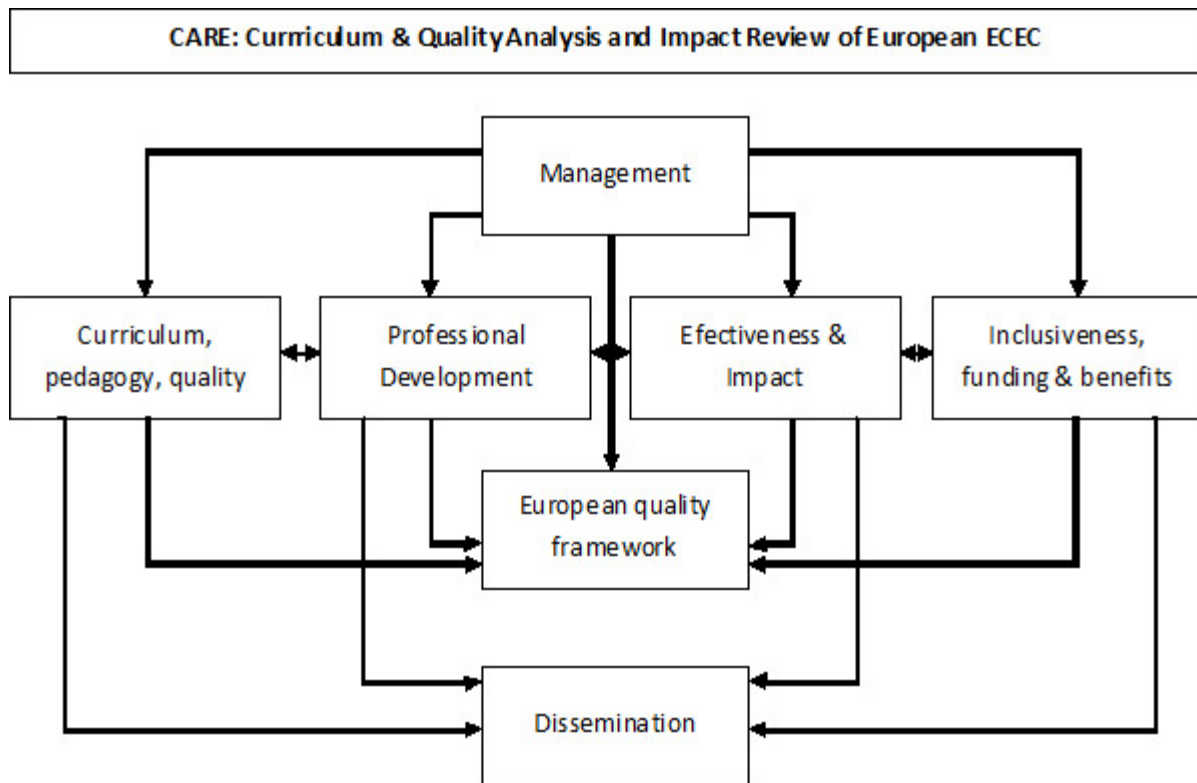 CARE: Currriculum & Quality Analysis and Impact Review of European ECEC
Management
Curriculum,
pedagogy, quality
Professional
Development
Efectiveness &
Impact
Inclusiveness,
funding & benefits
European quality
framework
Dissemination